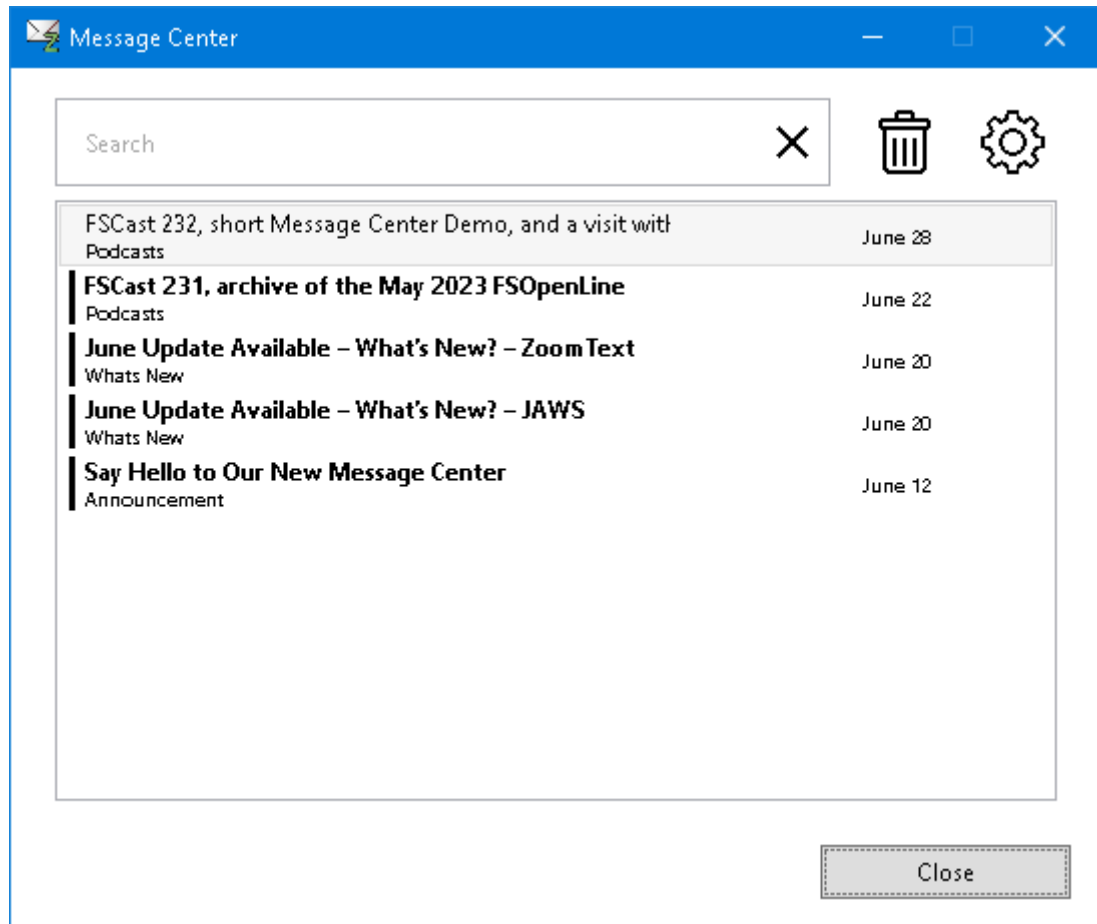 Message Center
Search
FSCast 232, short Message Center Demo, and a visit with
Podcasts
June 28
FSCast 231, archive of the May 2023 FSOpenLine
Podcasts
June 22
June Update Available – What's New? – ZoomText
Whats New
June 20
June Update Available – What's New? – JAWS
Whats New
June 20
Say Hello to Our New Message Center
Announcement
June 12
Close